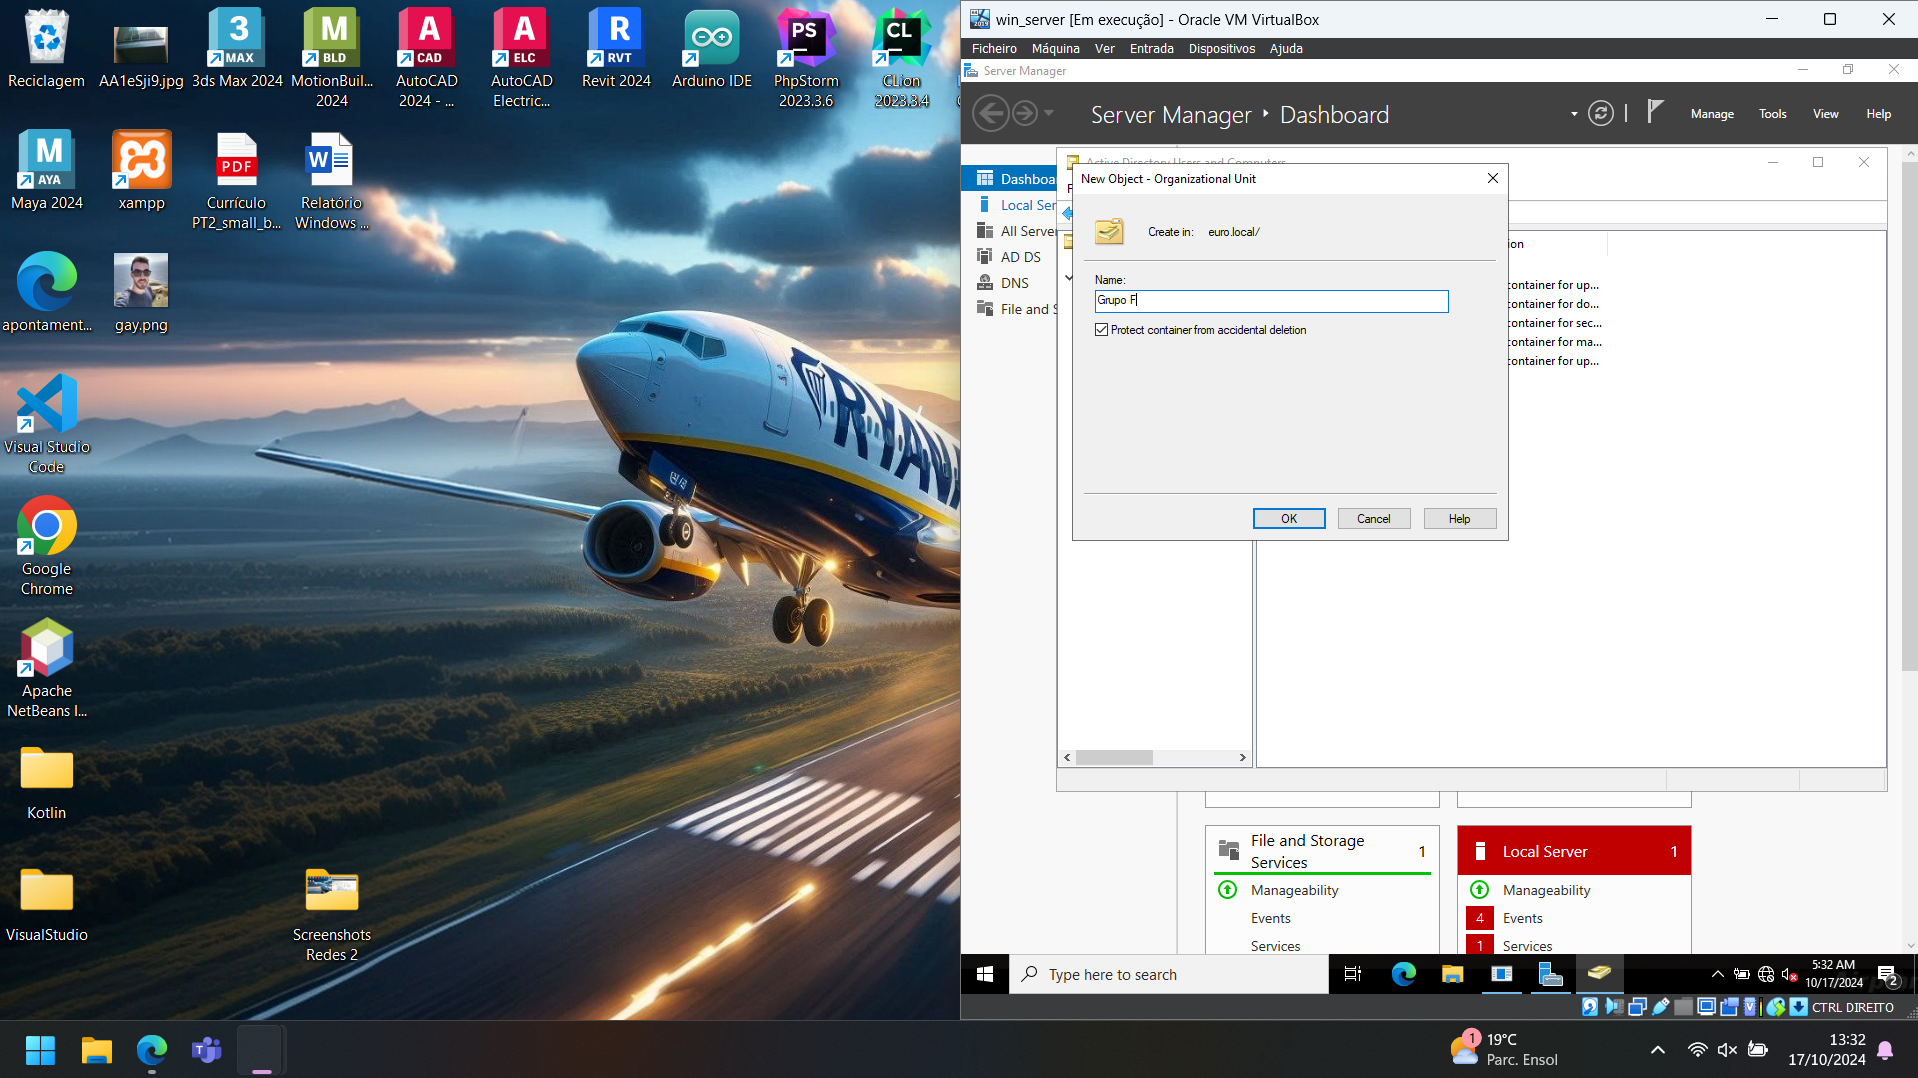 Reciclagem
AA1eSji9.jpg
3ds Max 2024
MotionBuil...
2024
AutoCAD
2024 - ...
AutoCAD
Electric...
Revit 2024
Arduino IDE
PhpStorm
2023.3.6
CLion
2023.3.4
Maya 2024
xampp
Currículo
PT2_small_b...
Relatório
Windows ...
apontament...
gay.png
Visual Studio
Code
Google
Chrome
Apache
NetBeans I...
Kotlin
VisualStudio
Screenshots
Redes 2
RYANA
win_server [Em execução] - Oracle VM VirtualBox
Ficheiro Máquina Ver Entrada Dispositivos Ajuda
Server Manager
Server Manager Dashboard
Manage Tools View Help
Dashboa
Local Ser
All Server
AD DS
DNS
File and S
Active Directory Users and Computers
New Object - Organizational Unit
Create in: euro.local/
Name:
Grupo F
Protect container from accidental deletion
OK Cancel Help
ion
container for up...
container for do...
container for sec...
container for ma...
container for up...
File and Storage
Services
1
Manageability
Events
Services
Local Server 1
Manageability
4 Events
1 Services
Type here to search
5:32 AM
10/17/2024
2
CTRL DIREITO
1
19°C
Parc. Ensol
13:32
17/10/2024